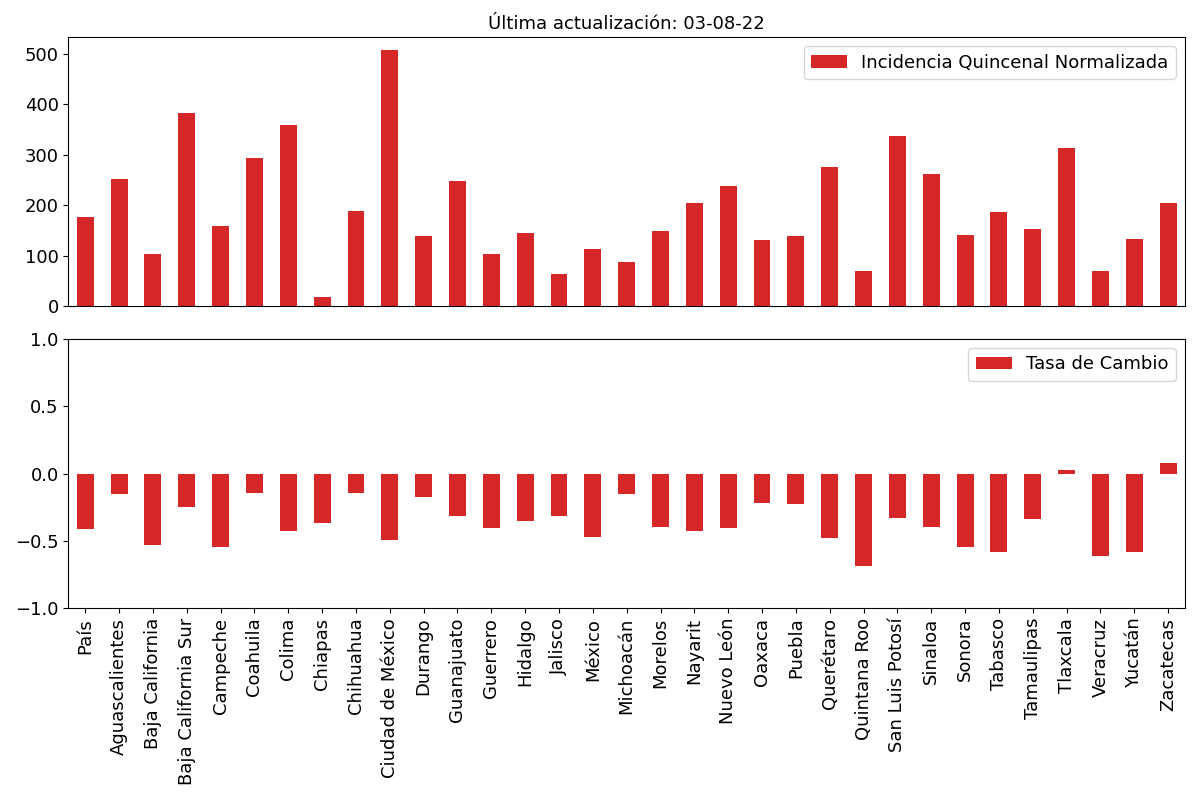 Última actualización: 03-08-22
Incidencia Quincenal Normalizada
500
400
300
200
100
0
Tasa de Cambio
1.0
0.5
0.0
−0.5
−1.0
País
Aguascalientes
Baja California
Baja California Sur
Campeche
Coahuila
Colima
Chiapas
Chihuahua
Ciudad de México
Durango
Guanajuato
Guerrero
Hidalgo
Jalisco
México
Michoacán
Morelos
Nayarit
Nuevo León
Oaxaca
Puebla
Querétaro
Quintana Roo
San Luis Potosí
Sinaloa
Sonora
Tabasco
Tamaulipas
Tlaxcala
Veracruz
Yucatán
Zacatecas